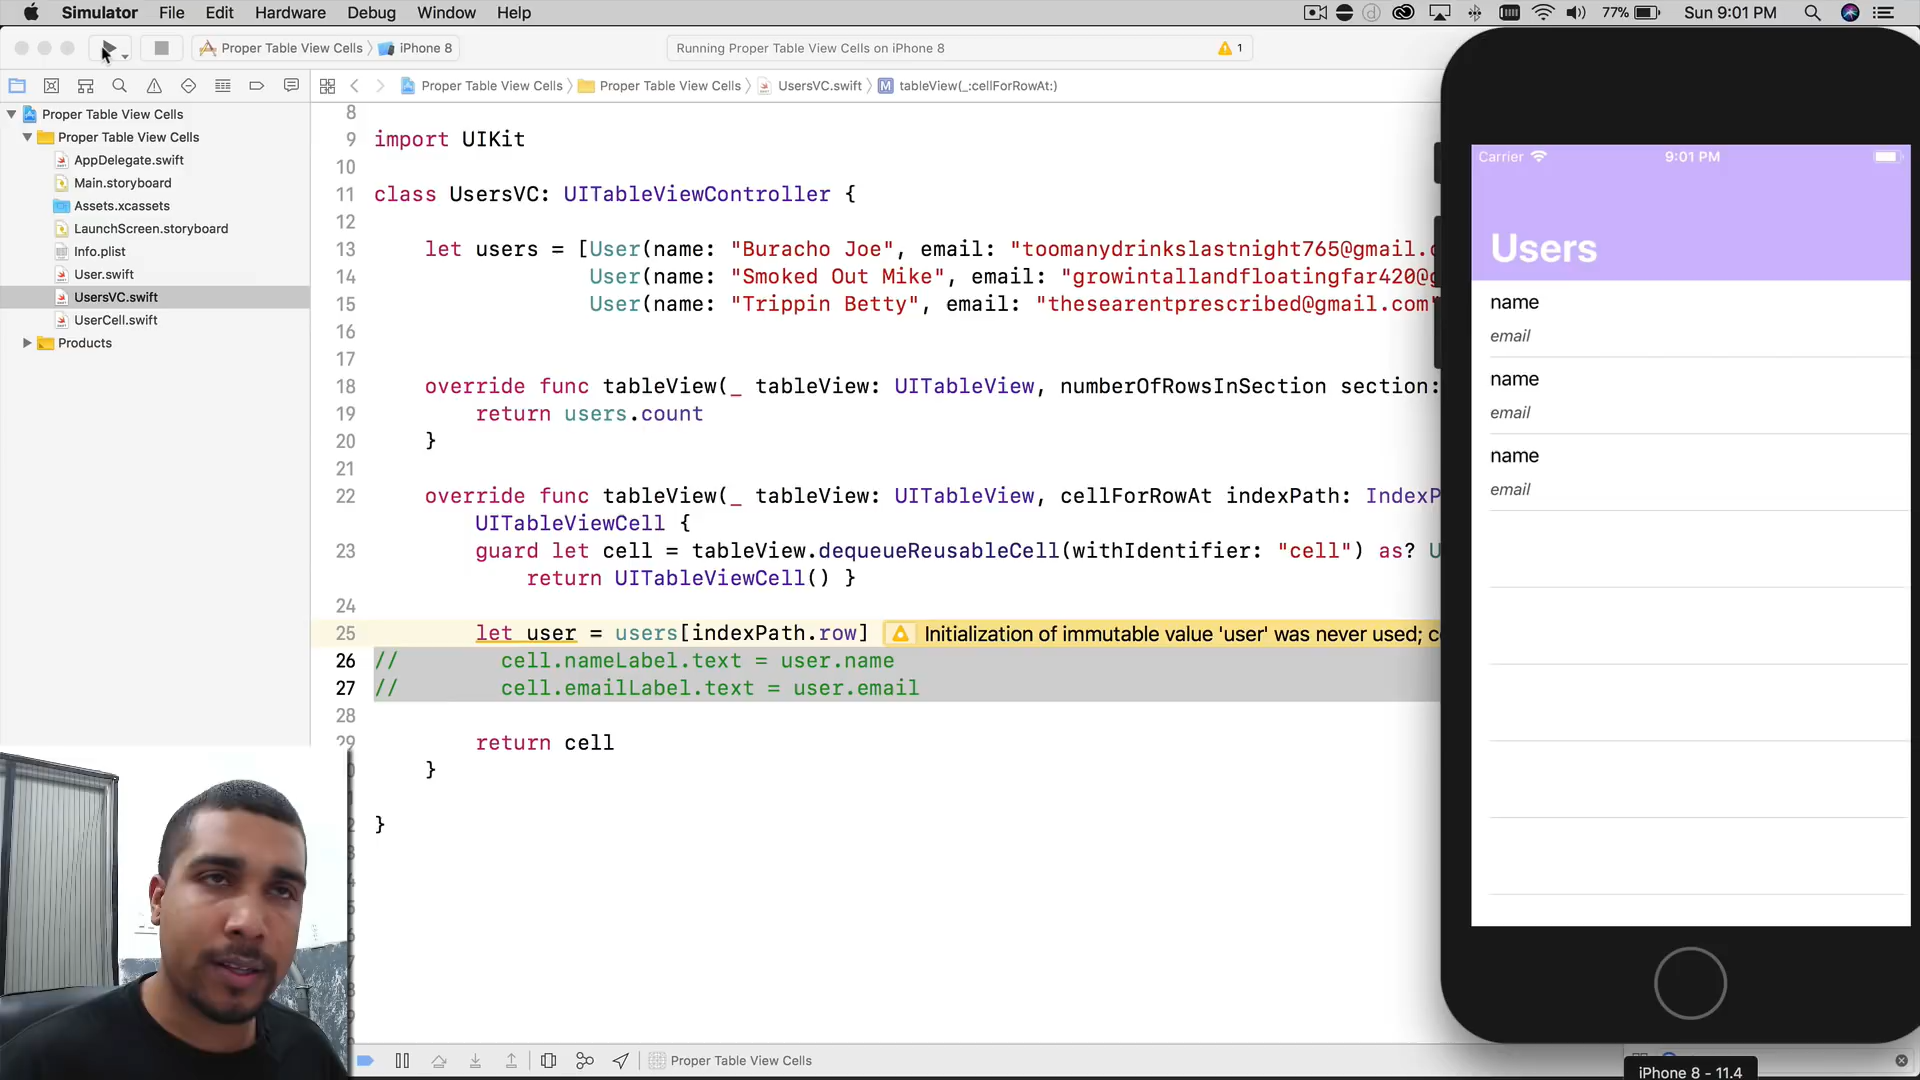 Simulator File Edit Hardware Debug Window Help 77% Sun 9:01 PM
Proper Table View Cells iPhone 8 Running Proper Table View Cells on iPhone 8 1
Proper Table View Cells Proper Table View Cells UsersVC.swift M tableView(_:cellForRowAt:)
Proper Table View Cells
Proper Table View Cells
AppDelegate.swift
Main.storyboard
Assets.xcassets
LaunchScreen.storyboard
Info.plist
User.swift
UsersVC.swift
UserCell.swift
Products
8
9 import UIKit
10
11 class UsersVC: UITableViewController {
12
13 let users = [User(name: "Buracho Joe", email: "toomanydrinkslastnight765@gmail.c
14 User(name: "Smoked Out Mike", email: "growintallandfloatingfar420@g
15 User(name: "Trippin Betty", email: "thesearentprescribed@gmail.com"
16
17
18 override func tableView(_ tableView: UITableView, numberOfRowsInSection section:
19 return users.count
20 }
21
22 override func tableView(_ tableView: UITableView, cellForRowAt indexPath: IndexP
UITableViewCell {
23 guard let cell = tableView.dequeueReusableCell(withIdentifier: "cell") as? U
return UITableViewCell() }
24
25 let user = users[indexPath.row] Initialization of immutable value 'user' was never used; c
26 // cell.nameLabel.text = user.name
27 // cell.emailLabel.text = user.email
28
29 return cell
}
}
Proper Table View Cells
Carrier 9:01 PM
Users
name
email
name
email
name
email
iPhone 8 - 11.4